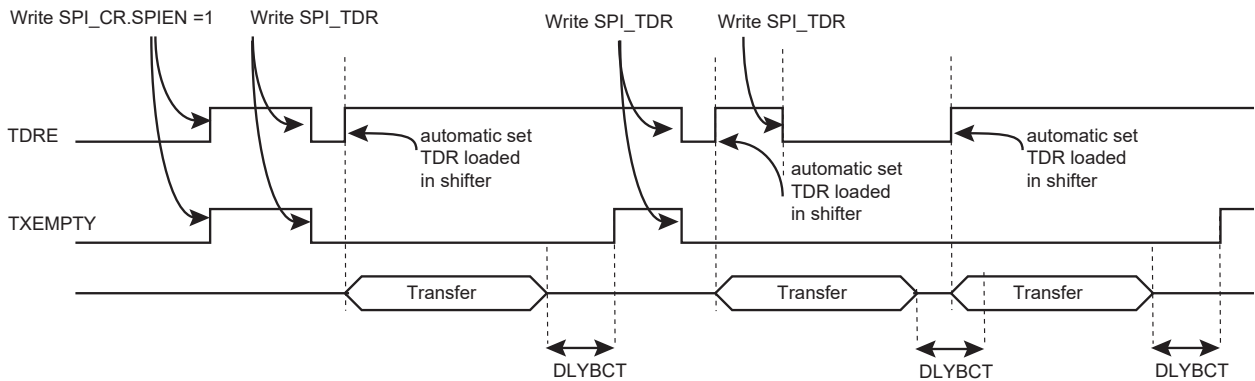 Write SPI_CR.SPIEN =1
Write SPI_TDR
Write SPI_TDR
Write SPI_TDR
TDRE
automatic set
TDR loaded
in shifter
automatic set
TDR loaded
in shifter
automatic set
TDR loaded
in shifter
TXEMPTY
Transfer
Transfer
Transfer
DLYBCT
DLYBCT
DLYBCT